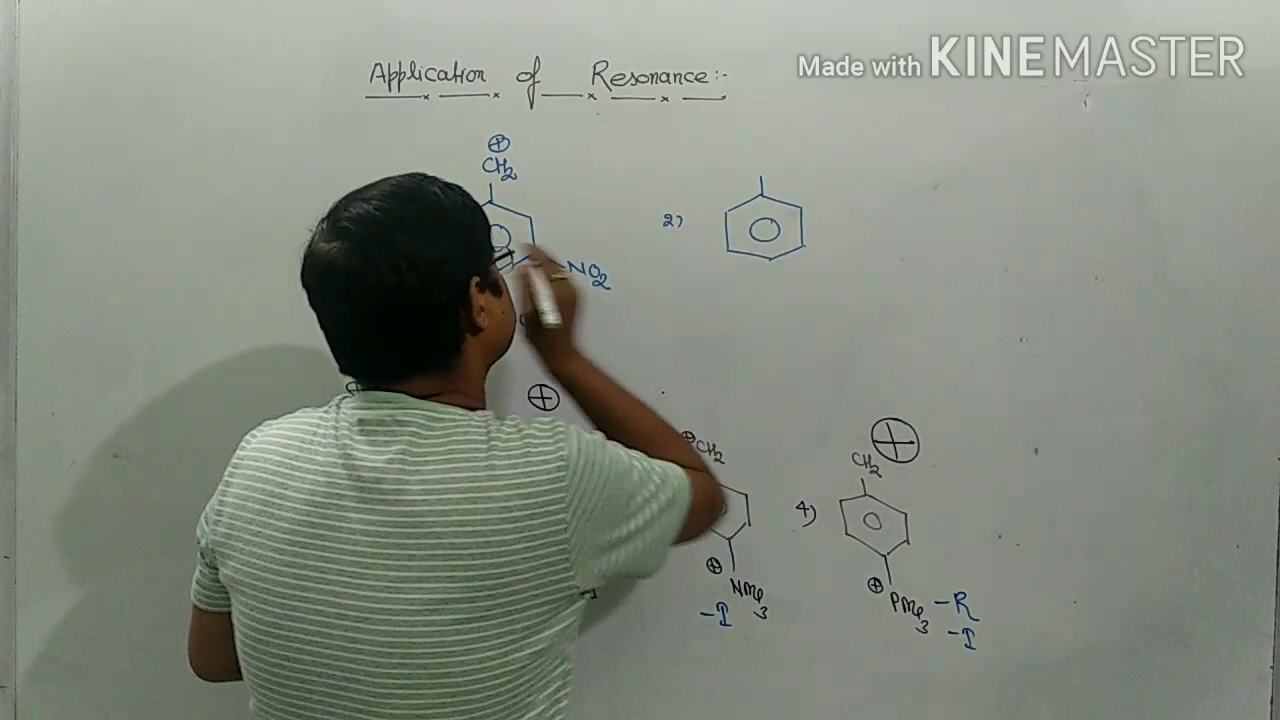 Made with KINEMASTER
Application of Resonance:-
⊕
CH2
2)
NO2
⊕
⊕CH2
⊕
NMe3
-I
4)
⊕
CH2
⊕
PMe3 -R
-I